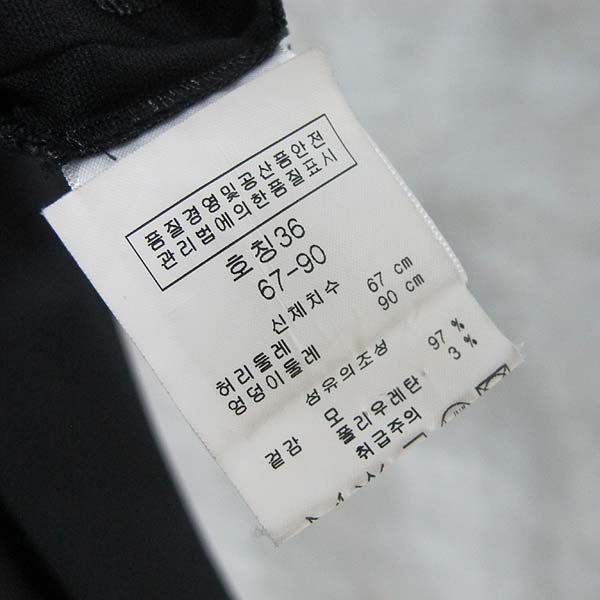 품질경영및공산품안전
관리법에의한품질표시
호칭36
67-90
신체치수
허리둘레 67 cm
엉덩이둘레 90 cm
섬유의조성
겉감 모 97 %
폴리우레탄 3 %
취급주의